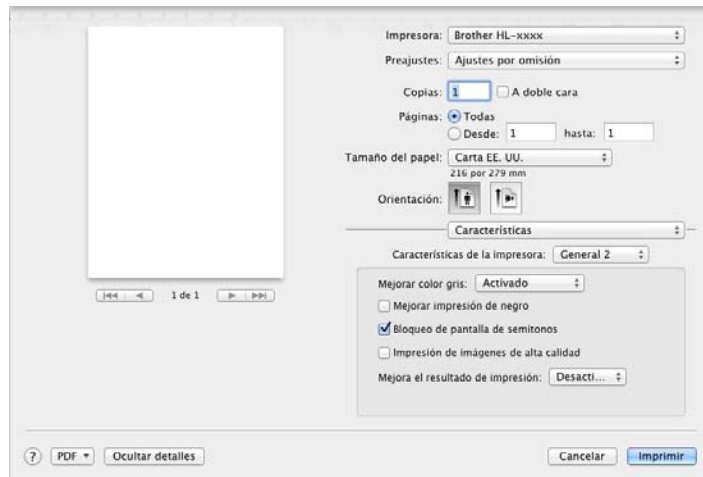 Impresora: Brother HL-xxxx
Preajustes: Ajustes por omisión
Copias: 1 A doble cara
Páginas: Todas
Desde: 1 hasta: 1
Tamaño del papel: Carta EE. UU.
216 por 279 mm
Orientación:
Características
Características de la impresora: General 2
Mejorar color gris: Activado
Mejorar impresión de negro
Bloqueo de pantalla de semitonos
Impresión de imágenes de alta calidad
Mejora el resultado de impresión: Desacti...
1 de 1
? PDF Ocultar detalles Cancelar Imprimir